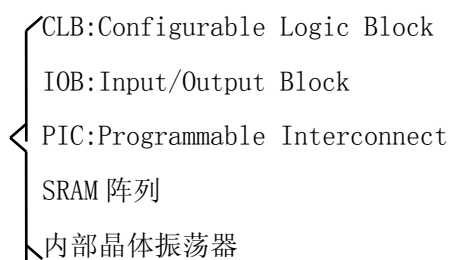 CLB:Configurable Logic Block
IOB:Input/Output Block
PIC:Programmable Interconnect
SRAM 阵列
内部晶体振荡器